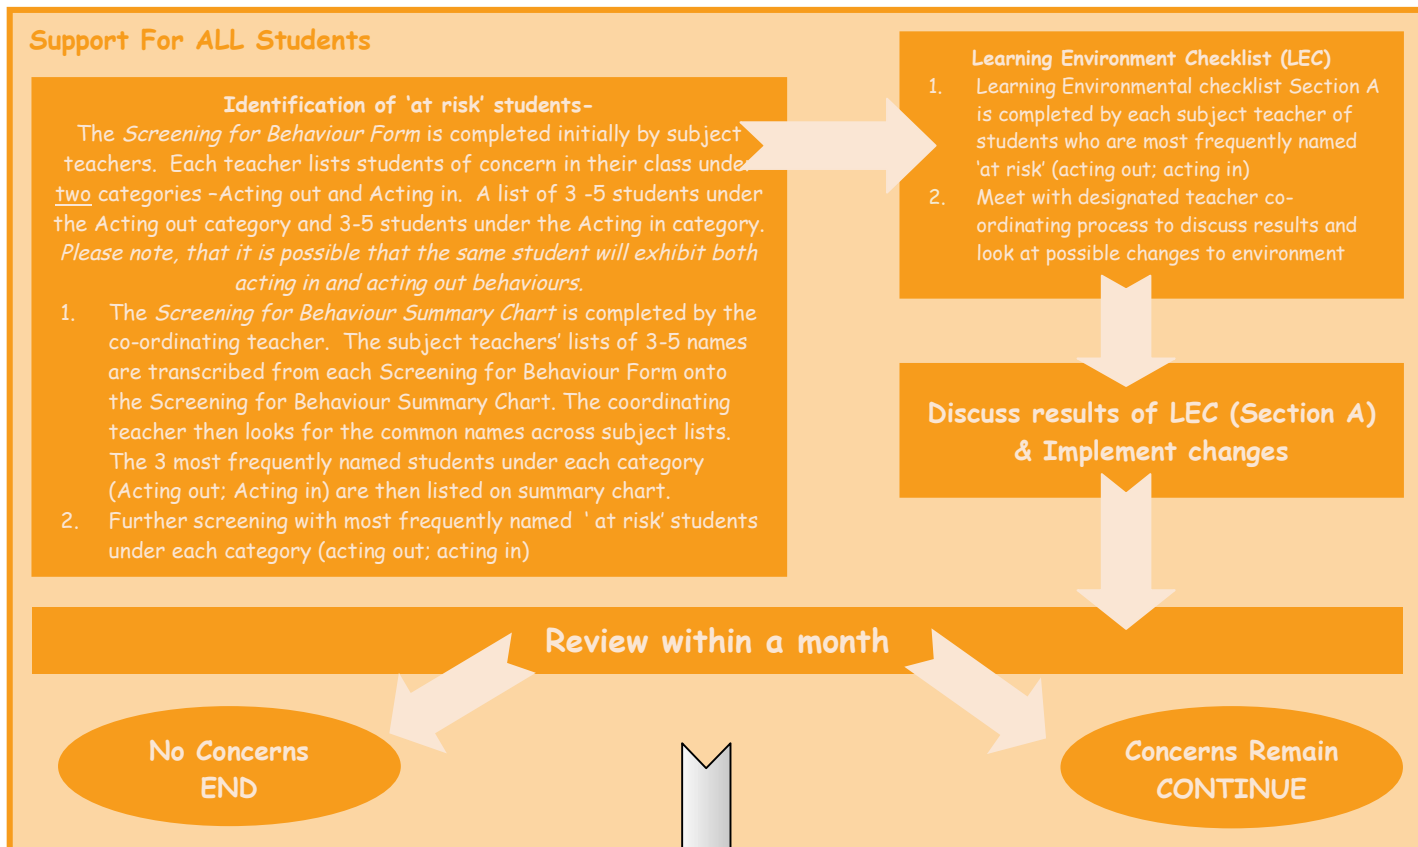 Support For ALL Students
Identification of ‘at risk’ students-
The Screening for Behaviour Form is completed initially by subject
teachers. Each teacher lists students of concern in their class under
two categories –Acting out and Acting in. A list of 3 -5 students under
the Acting out category and 3-5 students under the Acting in category.
Please note, that it is possible that the same student will exhibit both
acting in and acting out behaviours.
1. The Screening for Behaviour Summary Chart is completed by the
co-ordinating teacher. The subject teachers’ lists of 3-5 names
are transcribed from each Screening for Behaviour Form onto
the Screening for Behaviour Summary Chart. The coordinating
teacher then looks for the common names across subject lists.
The 3 most frequently named students under each category
(Acting out; Acting in) are then listed on summary chart.
2. Further screening with most frequently named ‘ at risk’ students
under each category (acting out; acting in)
Learning Environment Checklist (LEC)
1. Learning Environmental checklist Section A
is completed by each subject teacher of
students who are most frequently named
‘at risk’ (acting out; acting in)
2. Meet with designated teacher co-
ordinating process to discuss results and
look at possible changes to environment
Discuss results of LEC (Section A)
& Implement changes
Review within a month
No Concerns
END
Concerns Remain
CONTINUE